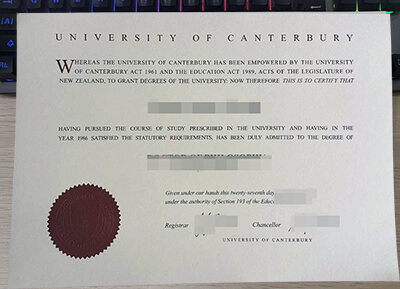 UNIVERSITY OF CANTERBURY
WHEREAS THE UNIVERSITY OF CANTERBURY HAS BEEN EMPOWERED BY THE UNIVERSITY
OF CANTERBURY ACT 1961 AND THE EDUCATION ACT 1989, ACTS OF THE LEGISLATURE OF
NEW ZEALAND, TO GRANT DEGREES OF THE UNIVERSITY: NOW THEREFORE THIS IS TO CERTIFY THAT
HAVING PURSUED THE COURSE OF STUDY PRESCRIBED IN THE UNIVERSITY AND HAVING IN THE
YEAR 1986 SATISFIED THE STATUTORY REQUIREMENTS, HAS BEEN DULY ADMITTED TO THE DEGREE OF
Given under our hands this twenty-seventh day
under the authority of Section 193 of the
Registrar Chancellor
UNIVERSITY OF CANTERBURY